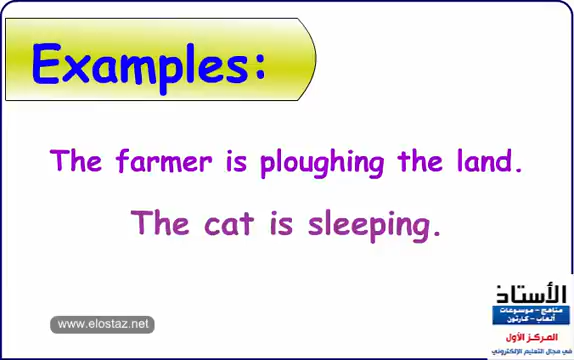 Examples:
The farmer is ploughing the land.
The cat is sleeping.
الأستاذ
مناهج - موسوعات
ألعاب - كارتون
المركز الأول
في مجال التعليم الإلكتروني
www.elostaz.net